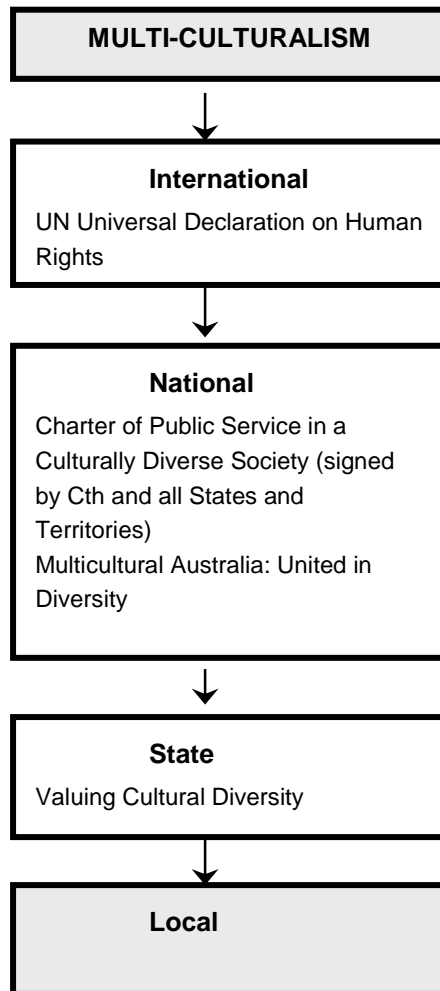 MULTI-CULTURALISM
International
UN Universal Declaration on Human
Rights
National
Charter of Public Service in a
Culturally Diverse Society (signed
by Cth and all States and
Territories)
Multicultural Australia: United in
Diversity
State
Valuing Cultural Diversity
Local